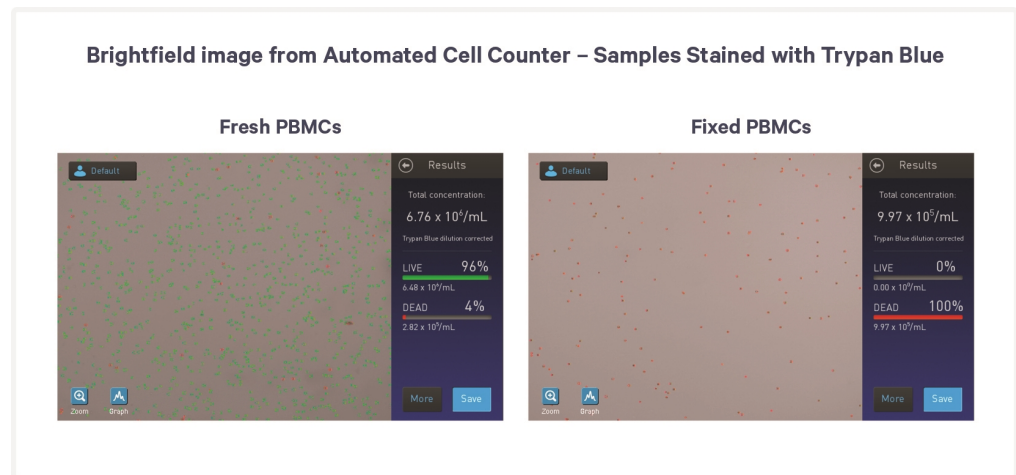 Brightfield image from Automated Cell Counter – Samples Stained with Trypan Blue
Fresh PBMCs
Default
Results
Total concentration:
6.76 x 10⁶/mL
Trypan Blue dilution corrected
LIVE 96%
6.48 x 10⁶/mL
DEAD 4%
2.82 x 10⁵/mL
Zoom
Graph
More
Save
Fixed PBMCs
Default
Results
Total concentration:
9.97 x 10⁵/mL
Trypan Blue dilution corrected
LIVE 0%
0.00 x 10⁰/mL
DEAD 100%
9.97 x 10⁵/mL
Zoom
Graph
More
Save